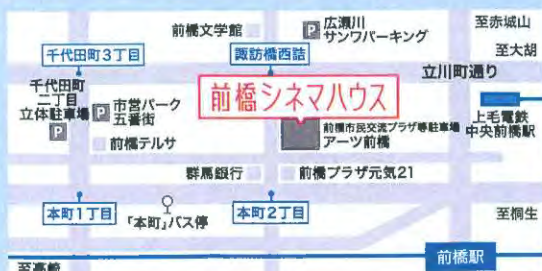 前橋文学館
P 広瀬川
サンワパーキング
至赤城山
至大胡
千代田町3丁目
諏訪橋西詰
立川町通り
千代田町
二丁目
立体駐車場
P
P 市営パーク
五番街
前橋テルサ
前橋シネマハウス
前橋市民交流プラザ専駐車場
アーツ前橋
上毛電鉄
中央前橋駅
群馬銀行
前橋プラザ元気21
本町1丁目
「本町」バス停
本町2丁目
至桐生
至高崎
前橋駅